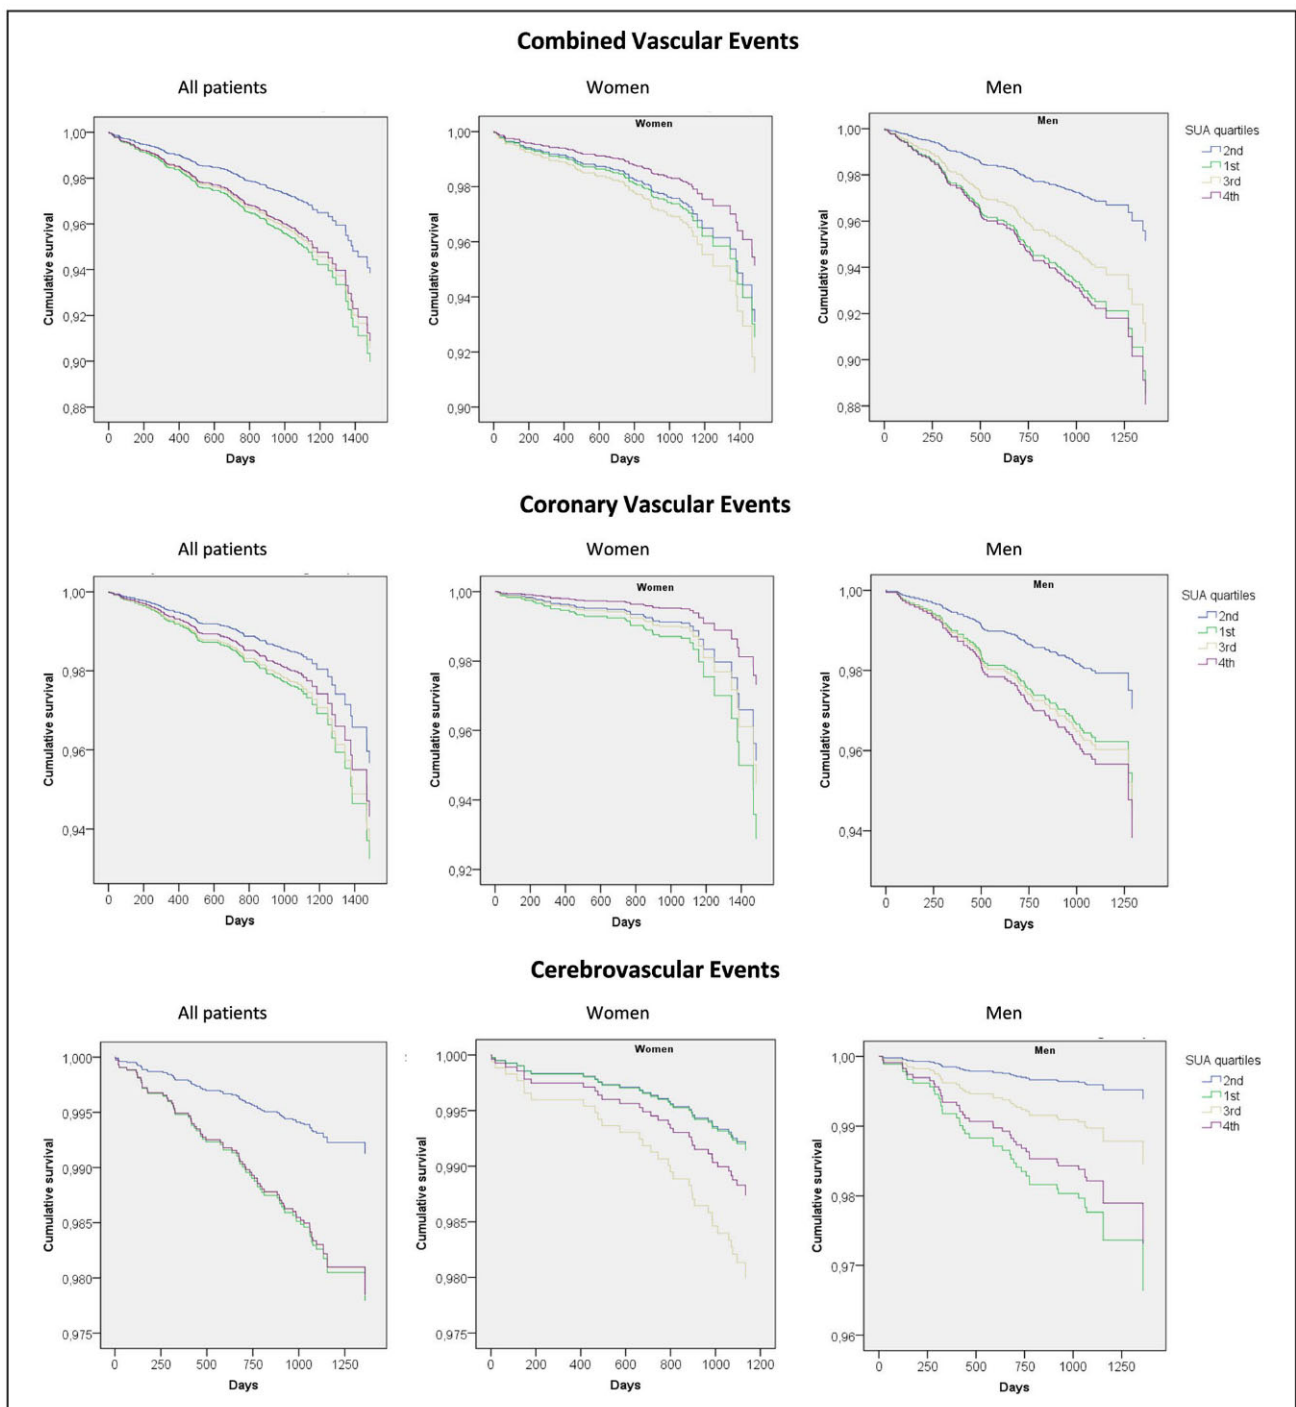 Combined Vascular Events
All patients
Women
Men
Women
Men
SUA quartiles
2nd
1st
3rd
4th
Cumulative survival
1,00
0,98
0,96
0,94
0,92
0,90
0,88
0 200 400 600 800 1000 1200 1400
Days
Cumulative survival
1,00
0,98
0,96
0,94
0,92
0,90
0 200 400 600 800 1000 1200 1400
Days
Cumulative survival
1,00
0,98
0,96
0,94
0,92
0,90
0,88
0 250 500 750 1000 1250
Days
Coronary Vascular Events
All patients
Women
Men
Women
Men
SUA quartiles
2nd
1st
3rd
4th
Cumulative survival
1,00
0,98
0,96
0,94
0 200 400 600 800 1000 1200 1400
Days
Cumulative survival
1,00
0,98
0,96
0,94
0,92
0 200 400 600 800 1000 1200 1400
Days
Cumulative survival
1,00
0,98
0,96
0,94
0 250 500 750 1000 1250
Days
Cerebrovascular Events
All patients
Women
Men
Women
Men
SUA quartiles
2nd
1st
3rd
4th
Cumulative survival
1,000
0,995
0,990
0,985
0,980
0,975
0 250 500 750 1000 1250
Days
Cumulative survival
1,000
0,995
0,990
0,985
0,980
0,975
0 200 400 600 800 1000 1200
Days
Cumulative survival
1,00
0,99
0,98
0,97
0,96
0 250 500 750 1000 1250
Days